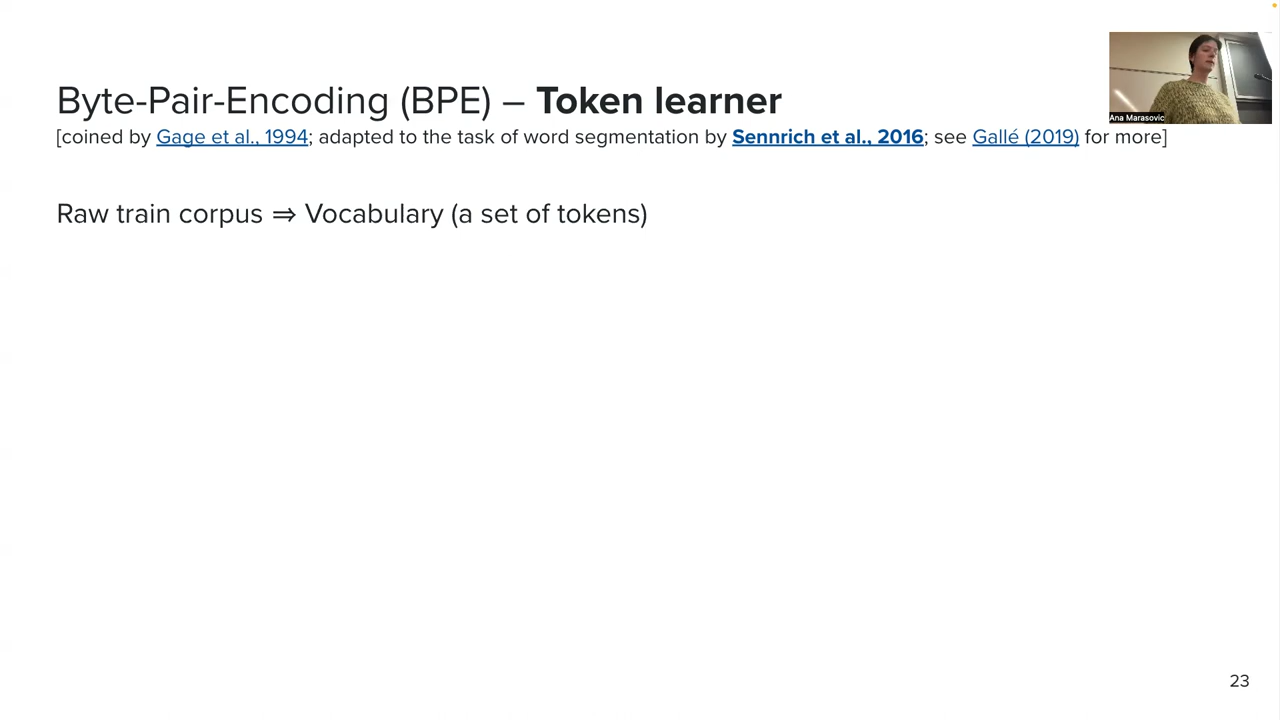 Byte-Pair-Encoding (BPE) – Token learner
[coined by Gage et al., 1994; adapted to the task of word segmentation by Sennrich et al., 2016; see Gallé (2019) for more]
Ana Marasovic
Raw train corpus ⇒ Vocabulary (a set of tokens)
23